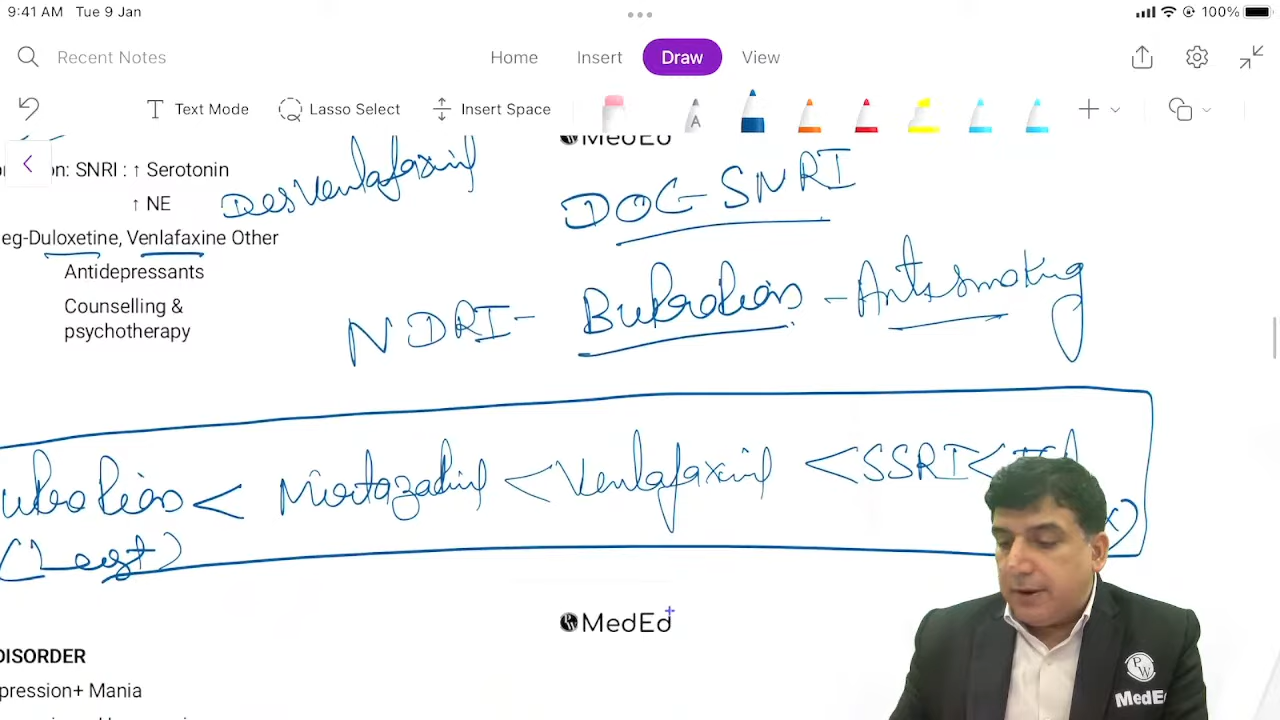 9:41 AM Tue 9 Jan 100%
Recent Notes Home Insert Draw View
Text Mode Lasso Select Insert Space
MedEd
on: SNRI : ↑ Serotonin
DesVenlafaxine
↑ NE
DOC-SNRI
eg-Duloxetine, Venlafaxine Other
Antidepressants
Counselling &
psychotherapy
NDRI- Bupropion - Antismoking
< Mirtazapine < Venlafaxine < SSRI <
(Least)
MedEd
DISORDER
pression+ Mania
PW
MedE